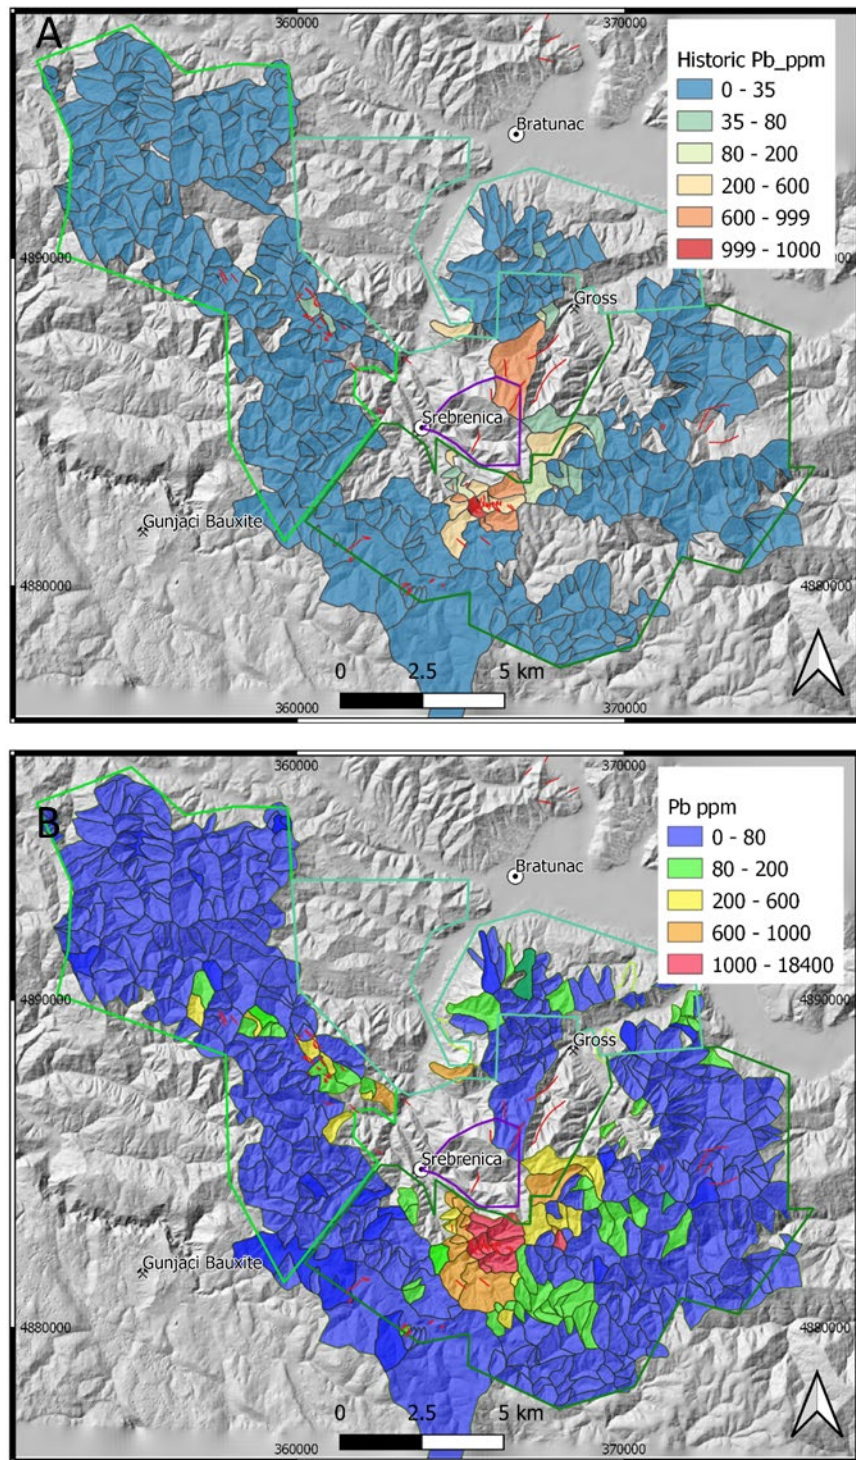 A
360000
370000
Historic Pb_ppm
0 - 35
35 - 80
80 - 200
200 - 600
600 - 999
999 - 1000
Bratunac
4890000
4890000
Gross
Srebrenica
Gunjaci Bauxite
4880000
4880000
0 2.5 5 km
360000
370000
B
360000
370000
Pb ppm
0 - 80
80 - 200
200 - 600
600 - 1000
1000 - 18400
Bratunac
4890000
4890000
Gross
Srebrenica
Gunjaci Bauxite
4880000
4880000
0 2.5 5 km
360000
370000